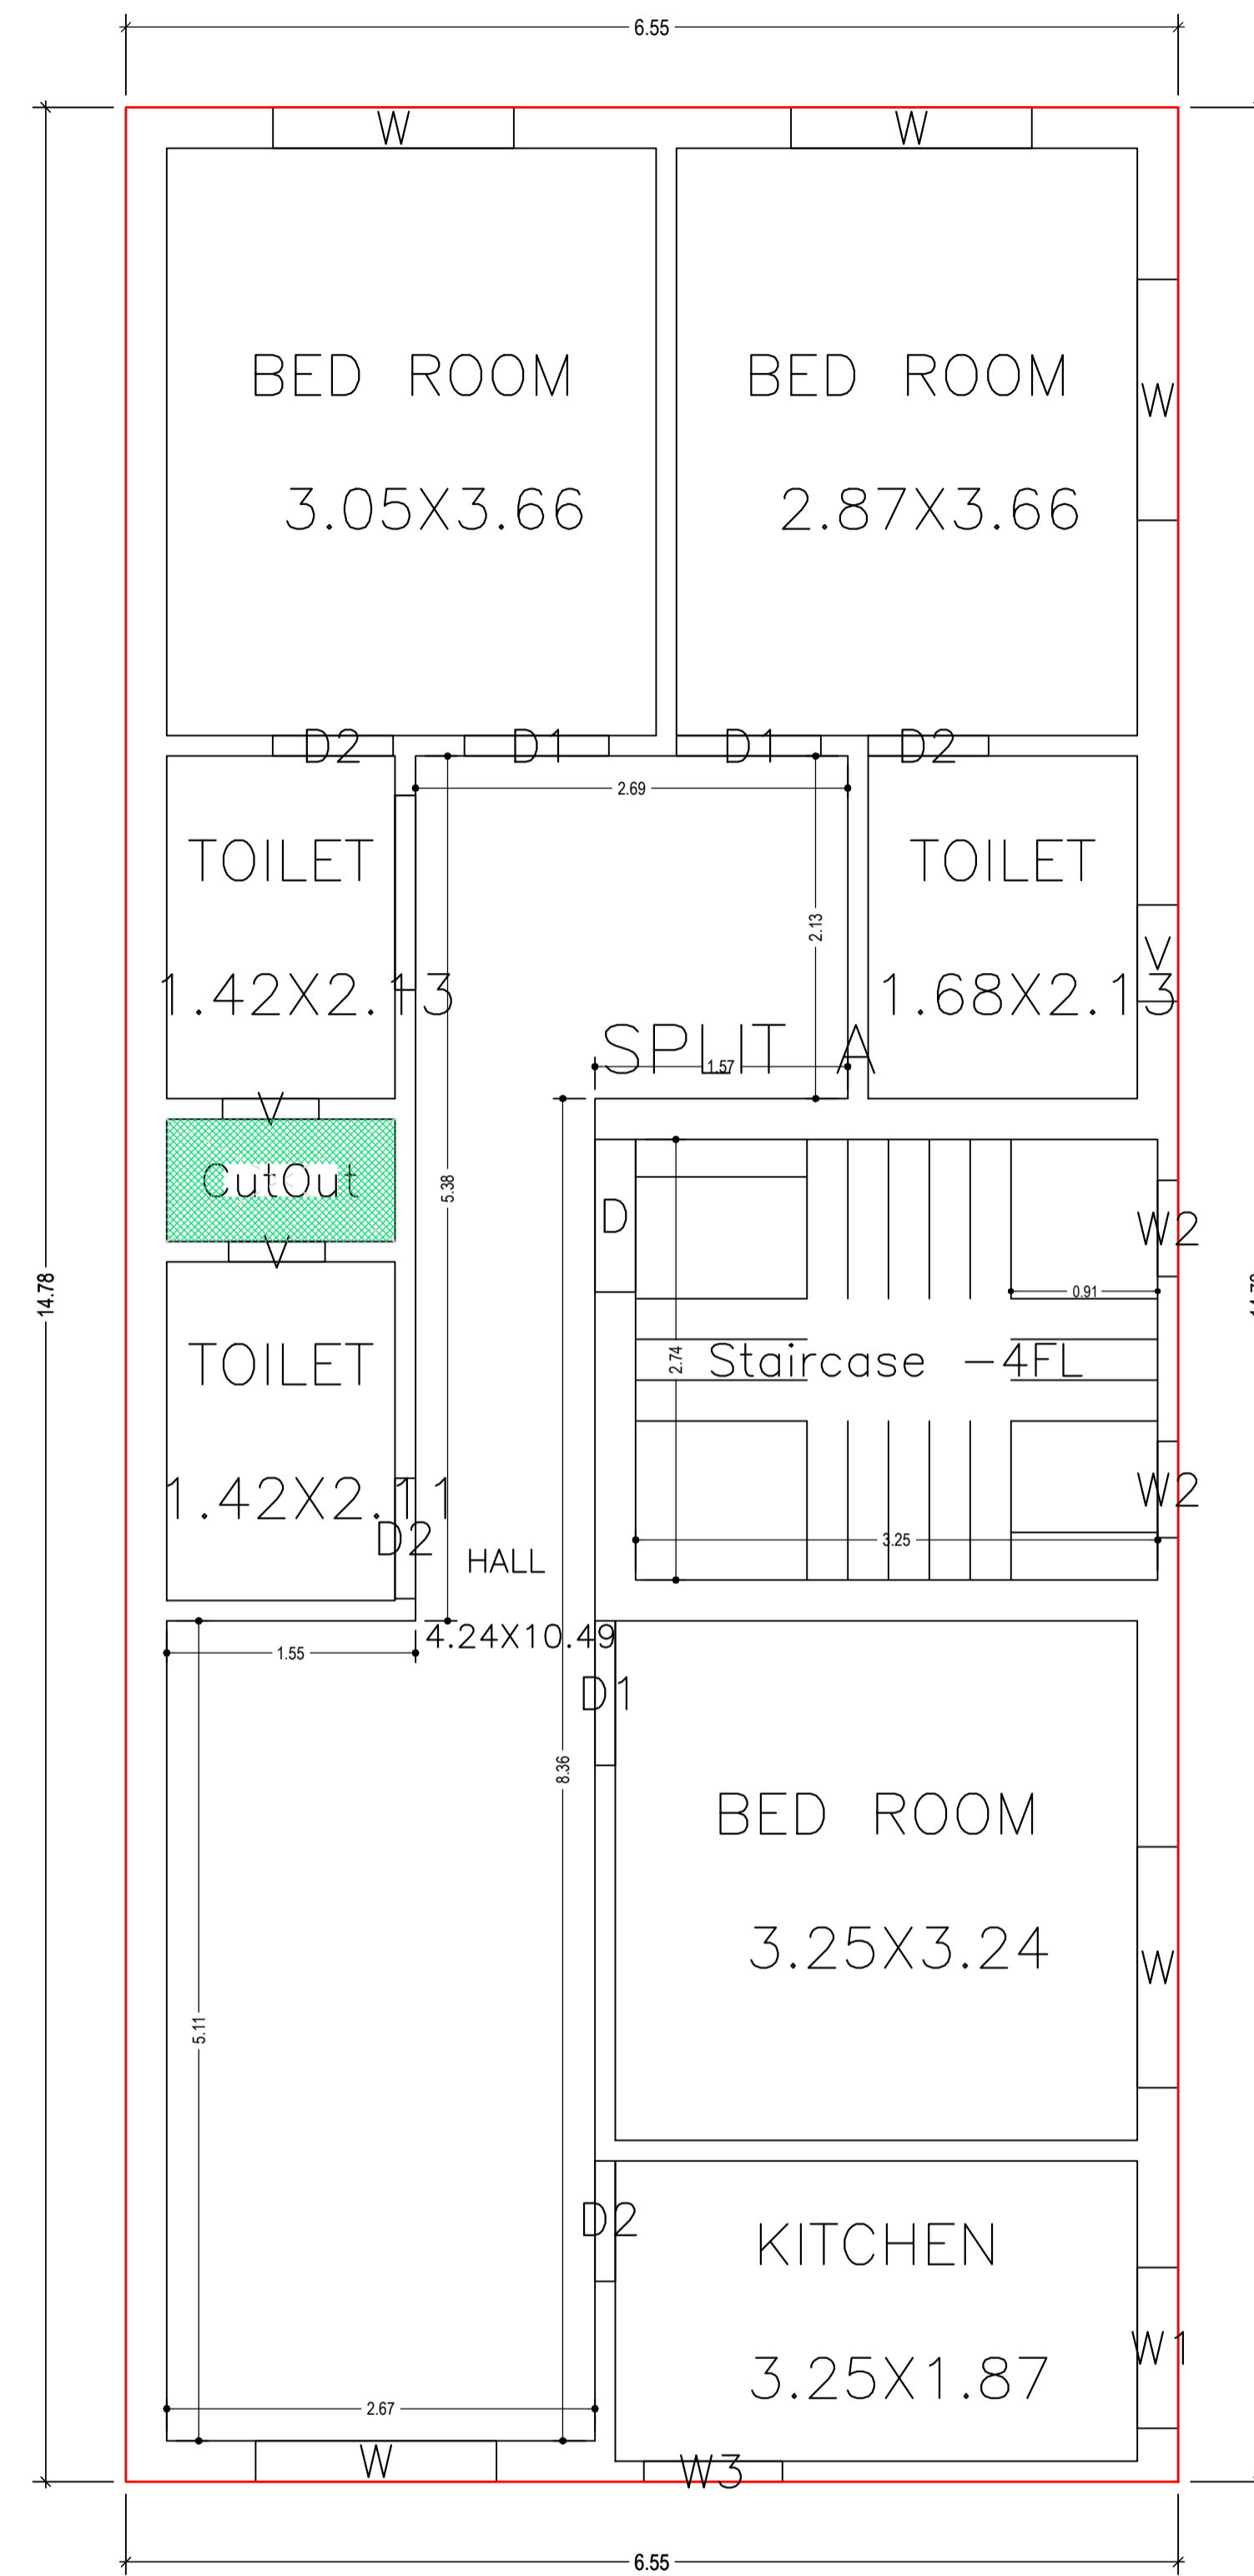 6.55
W W
BED ROOM BED ROOM
W
3.05X3.66 2.87X3.66
D2 D1 D1 D2
2.69
TOILET TOILET
2.13
V
1.42X2.13 1.68X2.13
SPLIT A
1.57
V
CutOut
5.38
D
W2
V
14.78
0.91
2.74
Staircase -4FL
TOILET
W2
1.42X2.11
D2
3.25
HALL
4.24X10.49
1.55
D1
8.36
BED ROOM
3.25X3.24
W
5.11
D2
KITCHEN
W1
3.25X1.87
2.67
W
W3
6.55